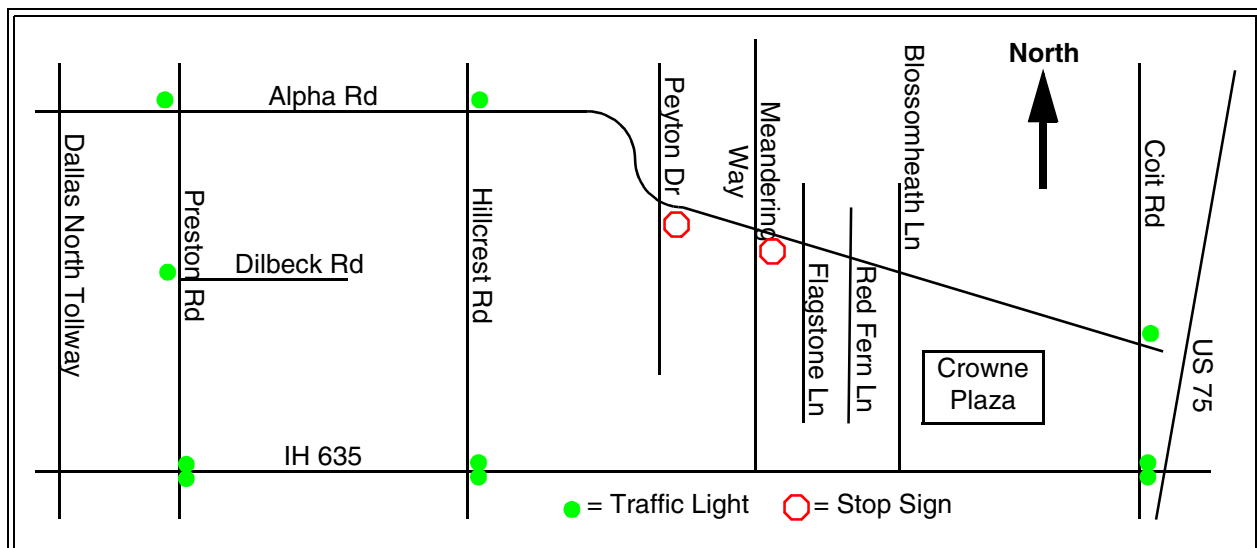 North
Alpha Rd
Dallas North Tollway
Preston Rd
Dilbeck Rd
Hillcrest Rd
Peyton Dr
Meandering
Way
Flagstone Ln
Red Fern Ln
Blossomheath Ln
Coit Rd
US 75
Crowne
Plaza
IH 635
= Traffic Light
= Stop Sign